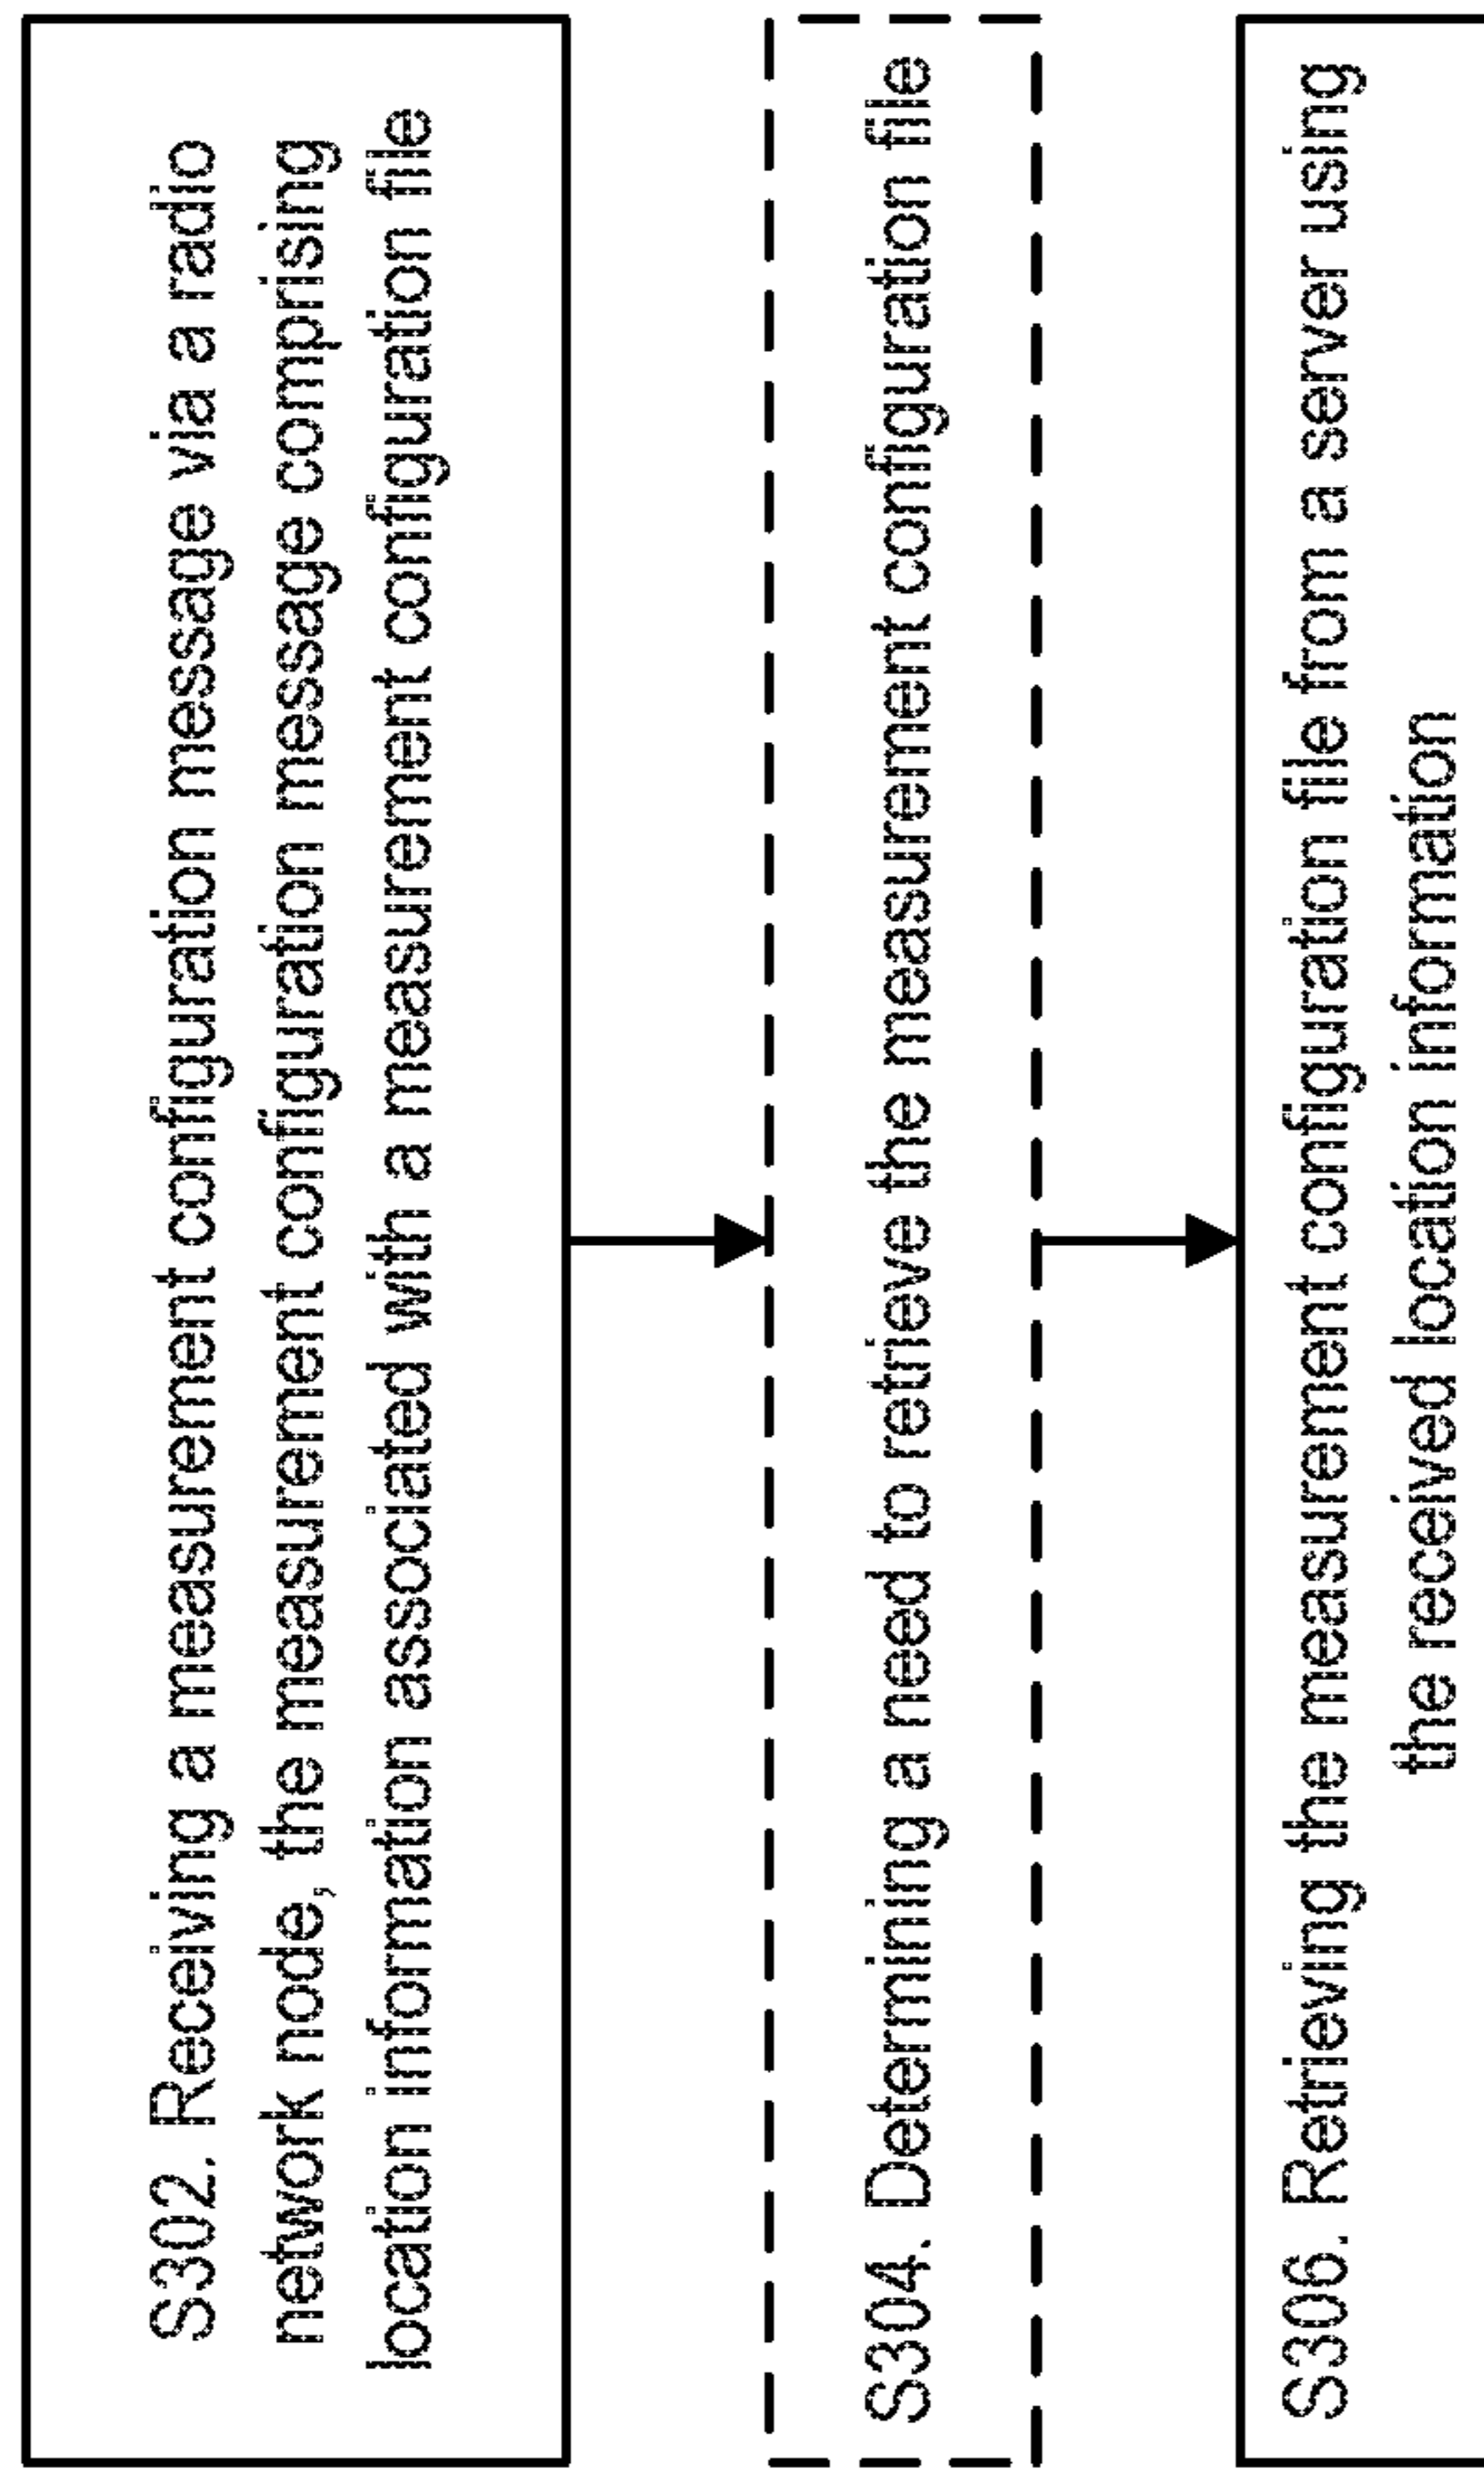 S302. Receiving a measurement configuration message via a radio
network node, the measurement configuration message comprising
location information associated with a measurement configuration file
S304. Determining a need to retrieve the measurement configuration file
S306. Retrieving the measurement configuration file from a server using
the received location information